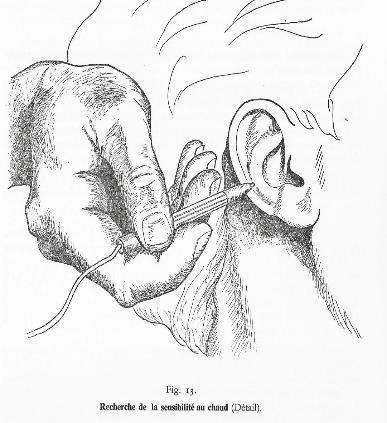 Fig. 13.
Recherche de la sensibilité au chaud (Détail).